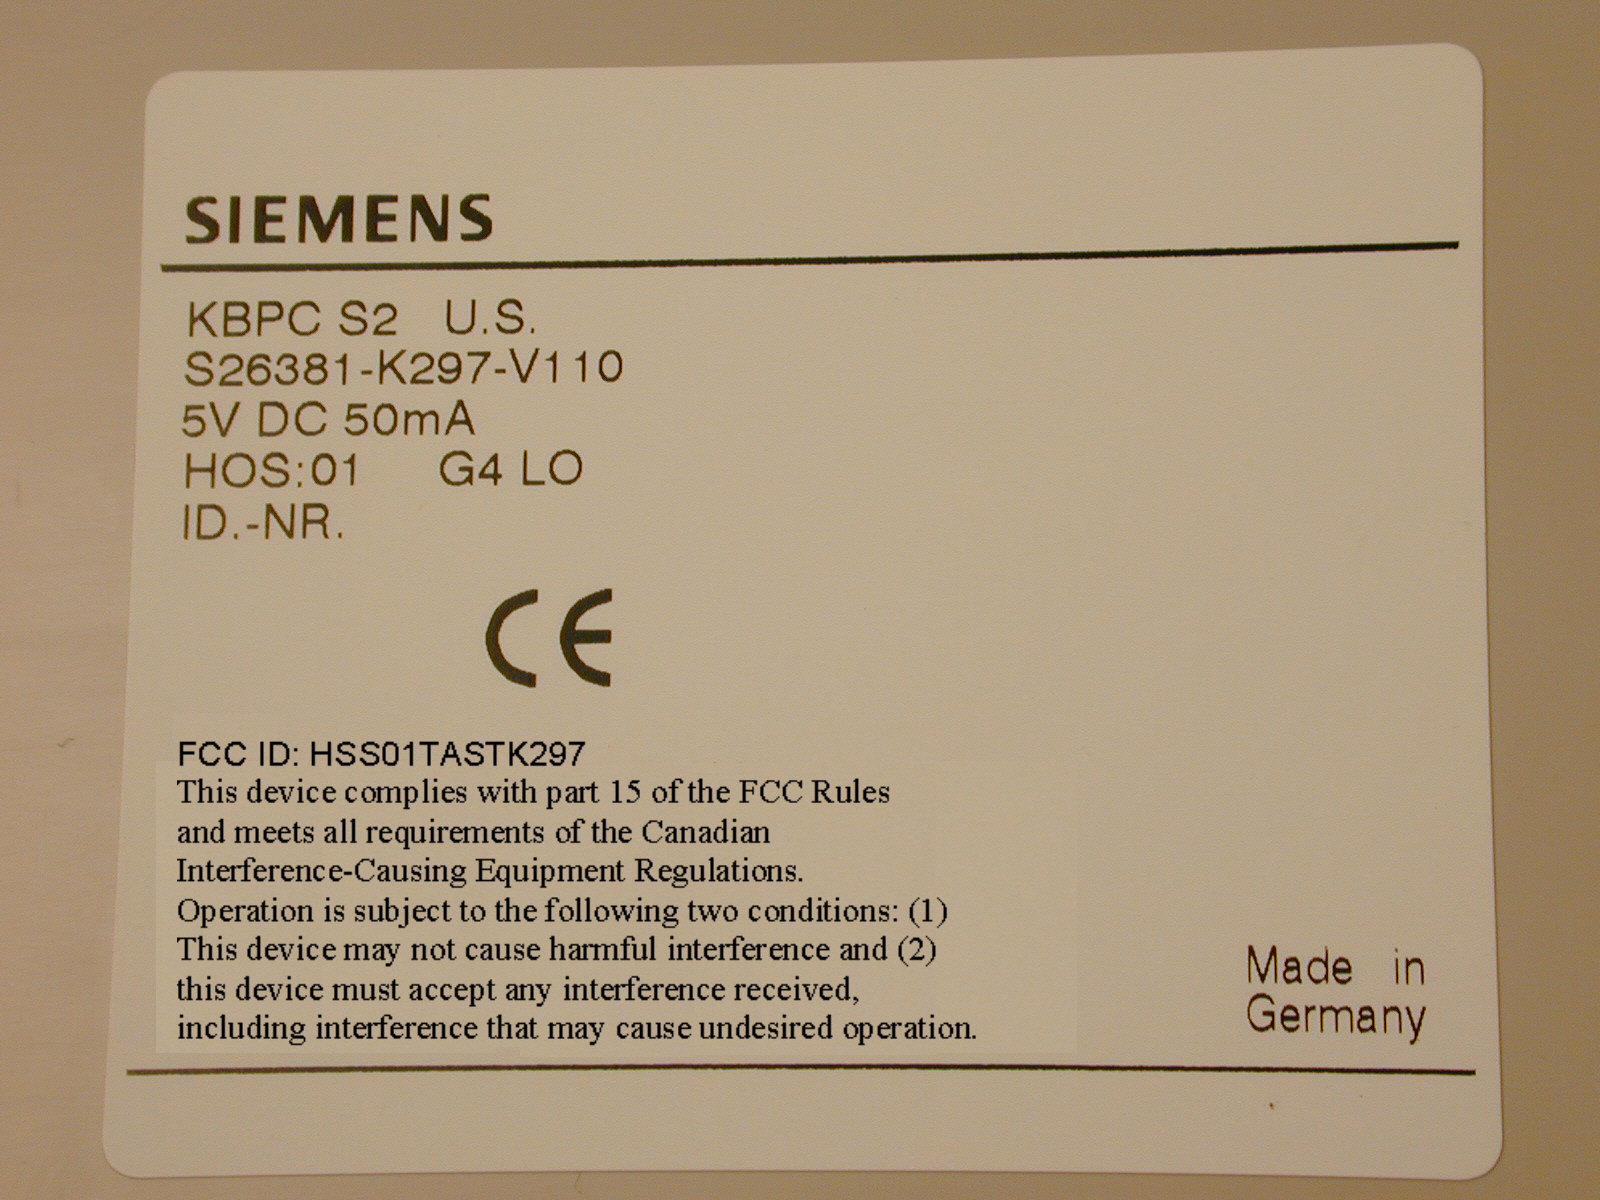 SIEMENS
KBPC S2 U.S.
S26381-K297-V110
5V DC 50mA
HOS:01 G4 LO
ID.-NR.
CE
FCC ID: HSS01TASTK297
This device complies with part 15 of the FCC Rules
and meets all requirements of the Canadian
Interference-Causing Equipment Regulations.
Operation is subject to the following two conditions: (1)
This device may not cause harmful interference and (2)
this device must accept any interference received,
including interference that may cause undesired operation.
Made in
Germany